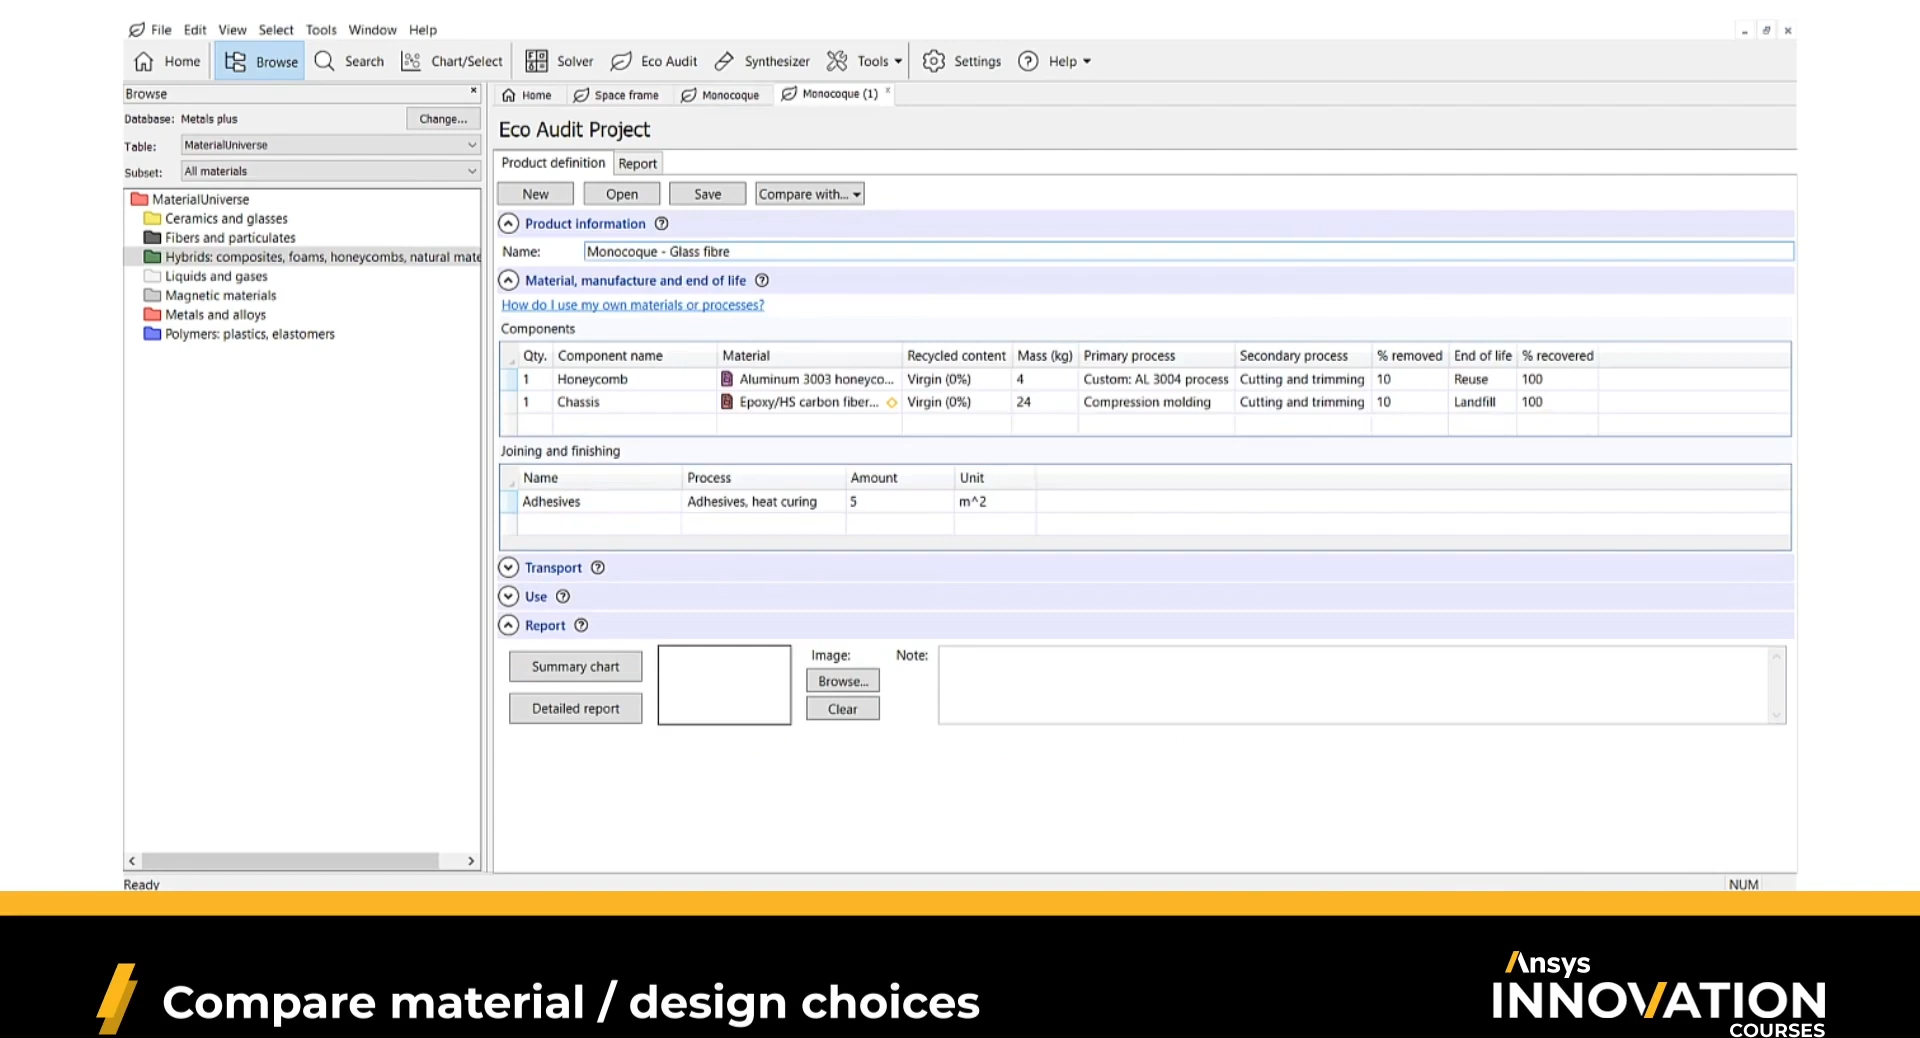 File Edit View Select Tools Window Help
Home Browse Search Chart/Select Solver Eco Audit Synthesizer Tools Settings Help
Browse
Home Space frame Monocoque Monocoque (1)
Database: Metals plus Change...
Table: MaterialUniverse
Subset: All materials
MaterialUniverse
Ceramics and glasses
Fibers and particulates
Hybrids: composites, foams, honeycombs, natural mate
Liquids and gases
Magnetic materials
Metals and alloys
Polymers: plastics, elastomers
Eco Audit Project
Product definition Report
New Open Save Compare with...
Product information
Name: Monocoque - Glass fibre
Material, manufacture and end of life
How do I use my own materials or processes?
Components
Qty. Component name Material Recycled content Mass (kg) Primary process Secondary process % removed End of life % recovered
1 Honeycomb Aluminum 3003 honeyco... Virgin (0%) 4 Custom: AL 3004 process Cutting and trimming 10 Reuse 100
1 Chassis Epoxy/HS carbon fiber... Virgin (0%) 24 Compression molding Cutting and trimming 10 Landfill 100
Joining and finishing
Name Process Amount Unit
Adhesives Adhesives, heat curing 5 m^2
Transport
Use
Report
Summary chart Image: Note:
Browse...
Detailed report Clear
Ready NUM
Compare material / design choices
Ansys
INNOVATION
COURSES